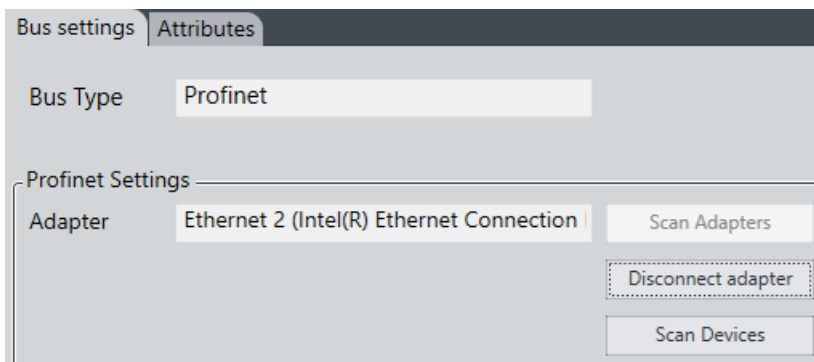 Bus settings Attributes
Bus Type Profinet
Profinet Settings
Adapter Ethernet 2 (Intel(R) Ethernet Connection Scan Adapters
Disconnect adapter
Scan Devices